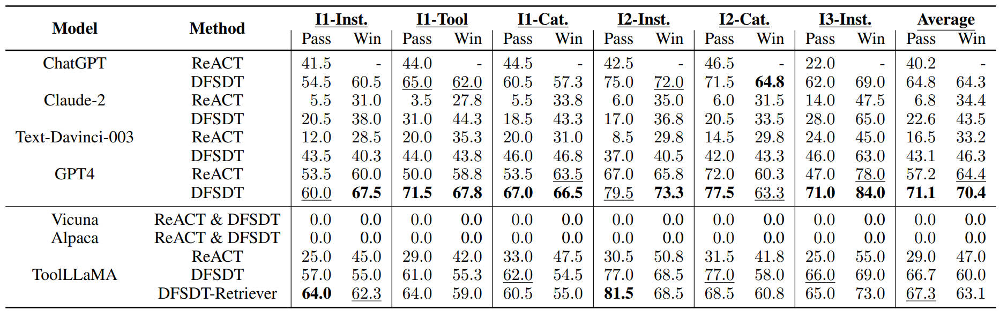 Model Method I1-Inst. I1-Tool I1-Cat. I2-Inst. I2-Cat. I3-Inst. Average
Pass Win Pass Win Pass Win Pass Win Pass Win Pass Win Pass Win
ChatGPT ReACT 41.5 - 44.0 - 44.5 - 42.5 - 46.5 - 22.0 - 40.2 -
DFSDT 54.5 60.5 65.0 62.0 60.5 57.3 75.0 72.0 71.5 64.8 62.0 69.0 64.8 64.3
Claude-2 ReACT 5.5 31.0 3.5 27.8 5.5 33.8 6.0 35.0 6.0 31.5 14.0 47.5 6.8 34.4
DFSDT 20.5 38.0 31.0 44.3 18.5 43.3 17.0 36.8 20.5 33.5 28.0 65.0 22.6 43.5
Text-Davinci-003 ReACT 12.0 28.5 20.0 35.3 20.0 31.0 8.5 29.8 14.5 29.8 24.0 45.0 16.5 33.2
DFSDT 43.5 40.3 44.0 43.8 46.0 46.8 37.0 40.5 42.0 43.3 46.0 63.0 43.1 46.3
GPT4 ReACT 53.5 60.0 50.0 58.8 53.5 63.5 67.0 65.8 72.0 60.3 47.0 78.0 57.2 64.4
DFSDT 60.0 67.5 71.5 67.8 67.0 66.5 79.5 73.3 77.5 63.3 71.0 84.0 71.1 70.4
Vicuna ReACT & DFSDT 0.0 0.0 0.0 0.0 0.0 0.0 0.0 0.0 0.0 0.0 0.0 0.0 0.0 0.0
Alpaca ReACT & DFSDT 0.0 0.0 0.0 0.0 0.0 0.0 0.0 0.0 0.0 0.0 0.0 0.0 0.0 0.0
ReACT 25.0 45.0 29.0 42.0 33.0 47.5 30.5 50.8 31.5 41.8 25.0 55.0 29.0 47.0
ToolLLaMA DFSDT 57.0 55.0 61.0 55.3 62.0 54.5 77.0 68.5 77.0 58.0 66.0 69.0 66.7 60.0
DFSDT-Retriever 64.0 62.3 64.0 59.0 60.5 55.0 81.5 68.5 68.5 60.8 65.0 73.0 67.3 63.1